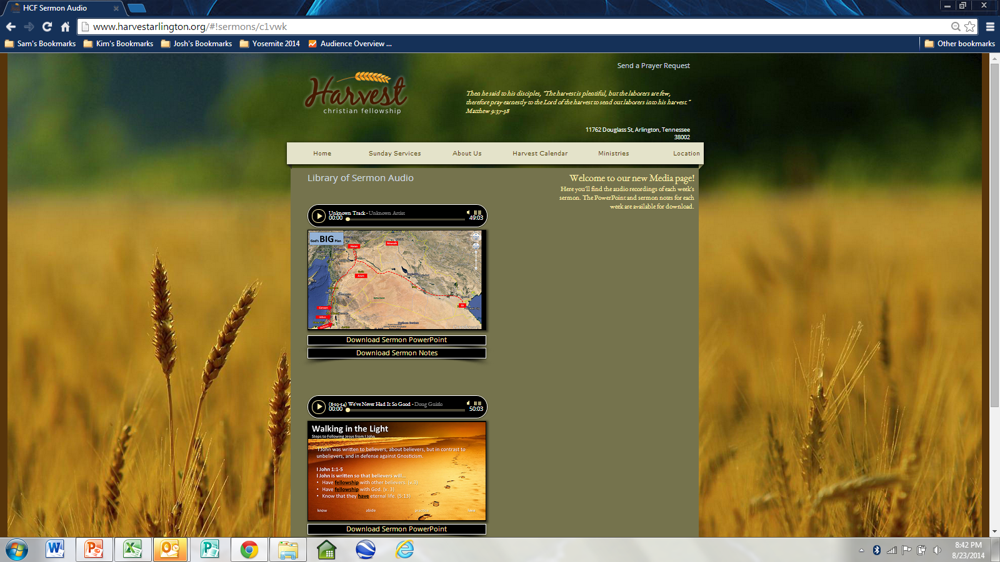 HCF Sermon Audio
www.harvestarlington.org/#!sermons/c1vwk
Sam's Bookmarks
Kim's Bookmarks
Josh's Bookmarks
Yosemite 2014
Audience Overview ...
Other bookmarks
Send a Prayer Request
Harvest
christian fellowship
Then he said to his disciples, "The harvest is plentiful, but the laborers are few,
therefore pray earnestly to the Lord of the harvest to send out laborers into his harvest."
Matthew 9:37-38
11762 Douglass St, Arlington, Tennessee
38002
Home
Sunday Services
About Us
Harvest Calendar
Ministries
Location
Library of Sermon Audio
Welcome to our new Media page!
Here you'll find the audio recordings of each week's
sermon. The PowerPoint and sermon notes for each
week are available for download.
Unknown Track - Unknown Artist
00:00
49:03
God's BIG Plan
Haran
Nineveh
Syria
Aram
Canaan
Ur
Download Sermon PowerPoint
Download Sermon Notes
(8-10-14) We've Never Had It So Good - Doug Guizlo
00:00
50:03
Walking in the Light
Steps to Following Jesus from I John
I John was written to believers, about believers, but in contrast to
unbelievers, and in defense against Gnosticism.
I John 1:1-5
I John is written so that believers will...
• Have fellowship with other believers. (v.3)
• Have fellowship with God. (v. 3)
• Know that they have eternal life. (5:13)
know
abide
practice
love
Download Sermon PowerPoint
8:42 PM
8/23/2014